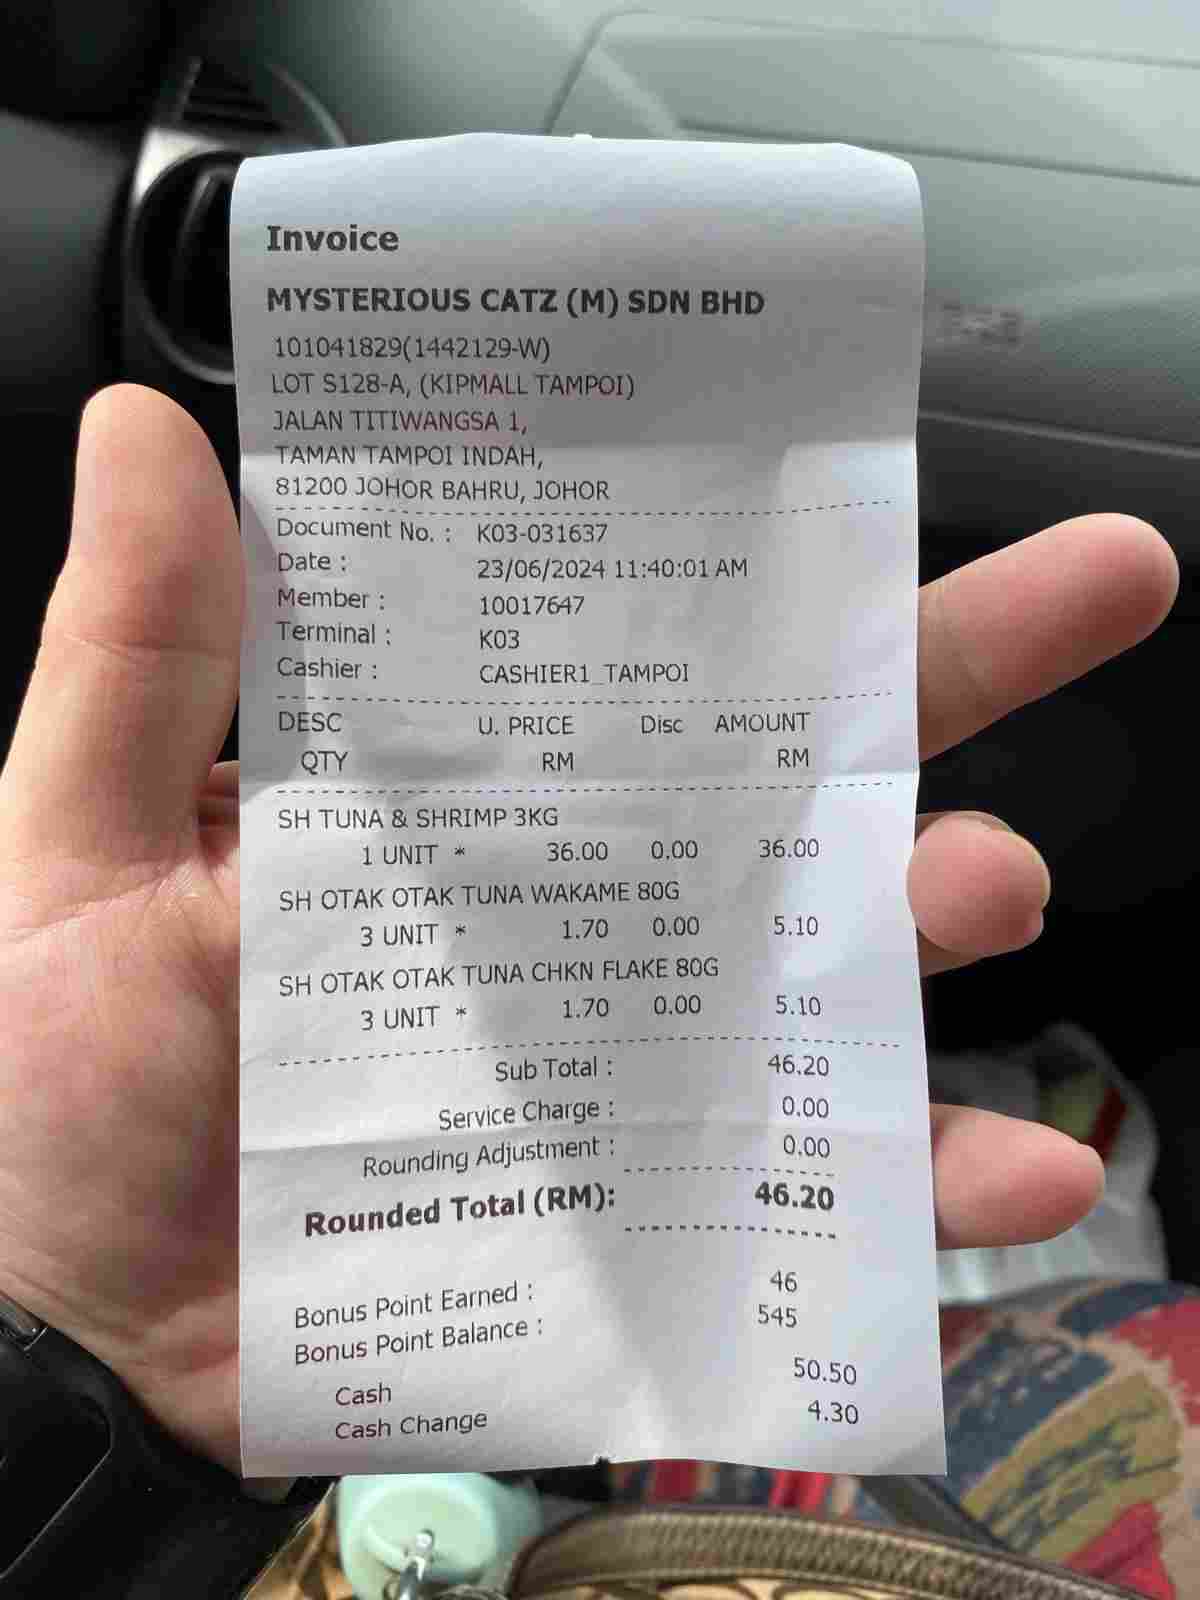 Invoice
MYSTERIOUS CATZ (M) SDN BHD
101041829(1442129-W)
LOT S128-A, (KIPMALL TAMPOI)
JALAN TITIWANGSA 1,
TAMAN TAMPOI INDAH,
81200 JOHOR BAHRU, JOHOR
Document No. : K03-031637
Date : 23/06/2024 11:40:01 AM
Member : 10017647
Terminal : K03
Cashier : CASHIER1_TAMPOI
DESC U. PRICE Disc AMOUNT
QTY RM RM
SH TUNA & SHRIMP 3KG
1 UNIT * 36.00 0.00 36.00
SH OTAK OTAK TUNA WAKAME 80G
3 UNIT * 1.70 0.00 5.10
SH OTAK OTAK TUNA CHKN FLAKE 80G
3 UNIT * 1.70 0.00 5.10
Sub Total : 46.20
Service Charge : 0.00
Rounding Adjustment : 0.00
Rounded Total (RM): 46.20
Bonus Point Earned : 46
Bonus Point Balance : 545
Cash 50.50
Cash Change 4.30